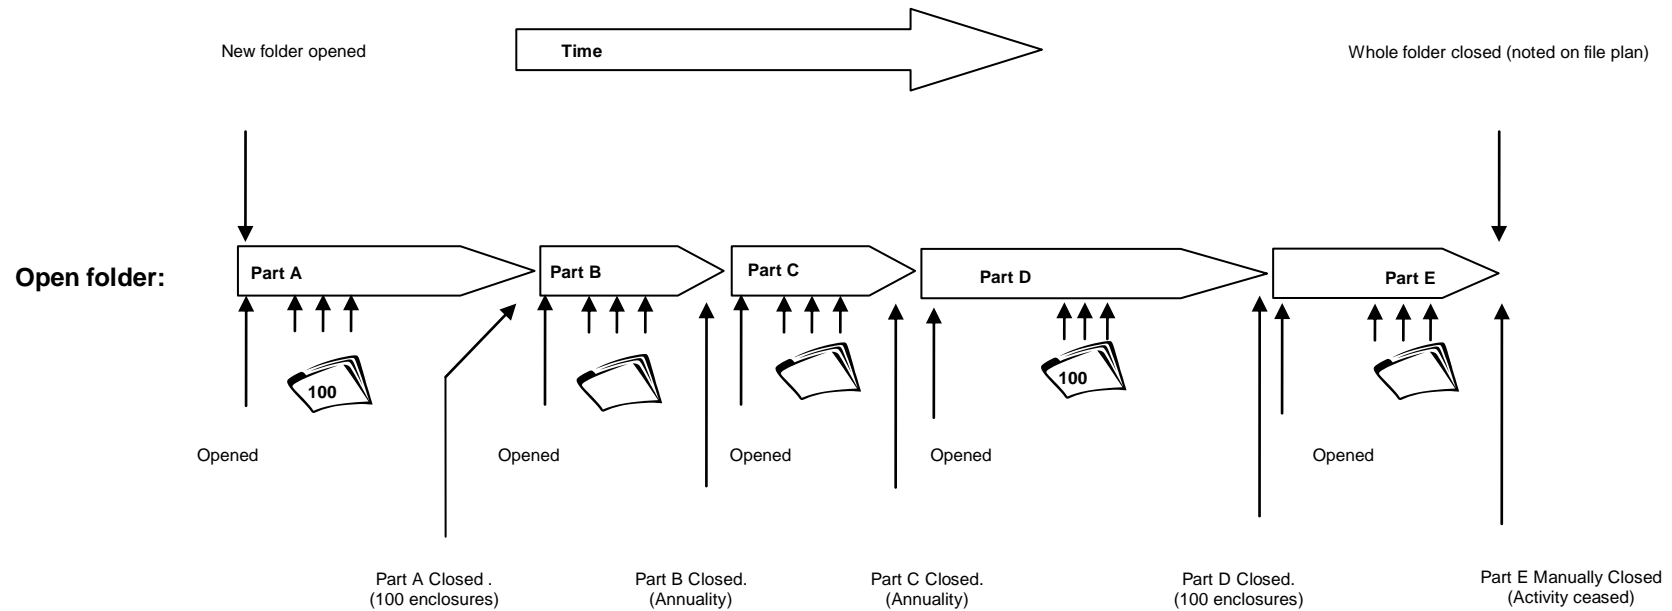 New folder opened
Time
Whole folder closed (noted on file plan)
Open folder:
Part A
Part B
Part C
Part D
Part E
100
100
Opened
Opened
Opened
Opened
Opened
Part A Closed .
(100 enclosures)
Part B Closed.
(Annuality)
Part C Closed.
(Annuality)
Part D Closed.
(100 enclosures)
Part E Manually Closed
(Activity ceased)